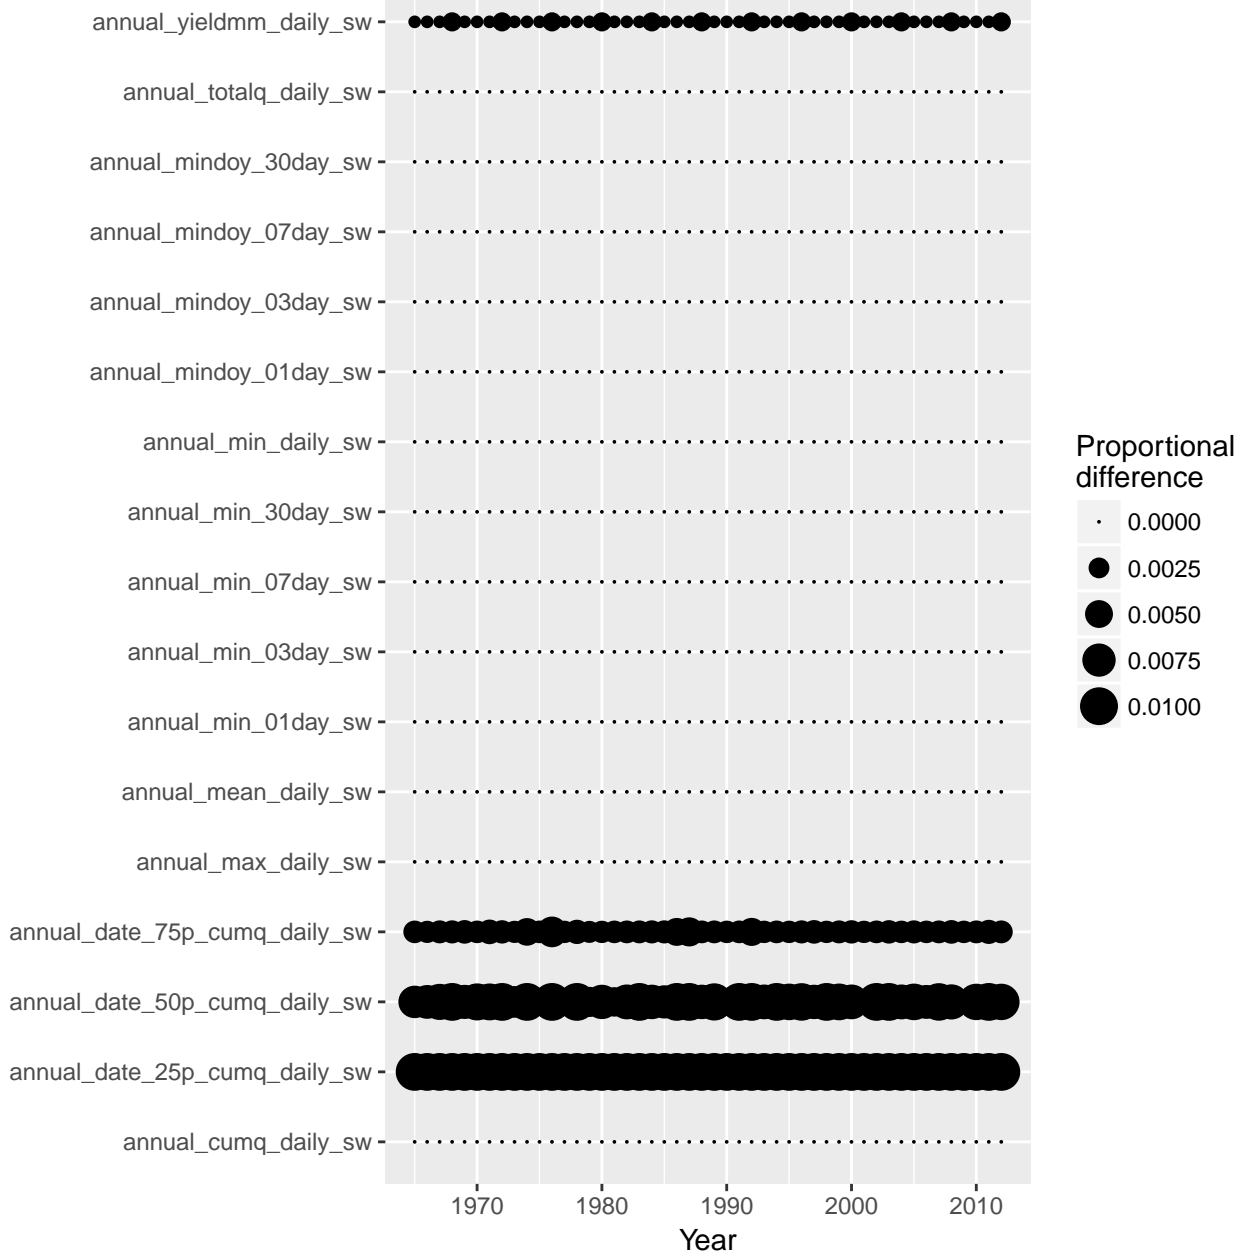 annual_yieldmm_daily_sw
annual_totalq_daily_sw
annual_mindoy_30day_sw
annual_mindoy_07day_sw
annual_mindoy_03day_sw
annual_mindoy_01day_sw
annual_min_daily_sw
annual_min_30day_sw
annual_min_07day_sw
annual_min_03day_sw
annual_min_01day_sw
annual_mean_daily_sw
annual_max_daily_sw
annual_date_75p_cumq_daily_sw
annual_date_50p_cumq_daily_sw
annual_date_25p_cumq_daily_sw
annual_cumq_daily_sw
1970 1980 1990 2000 2010
Year
Proportional
difference
0.0000
0.0025
0.0050
0.0075
0.0100